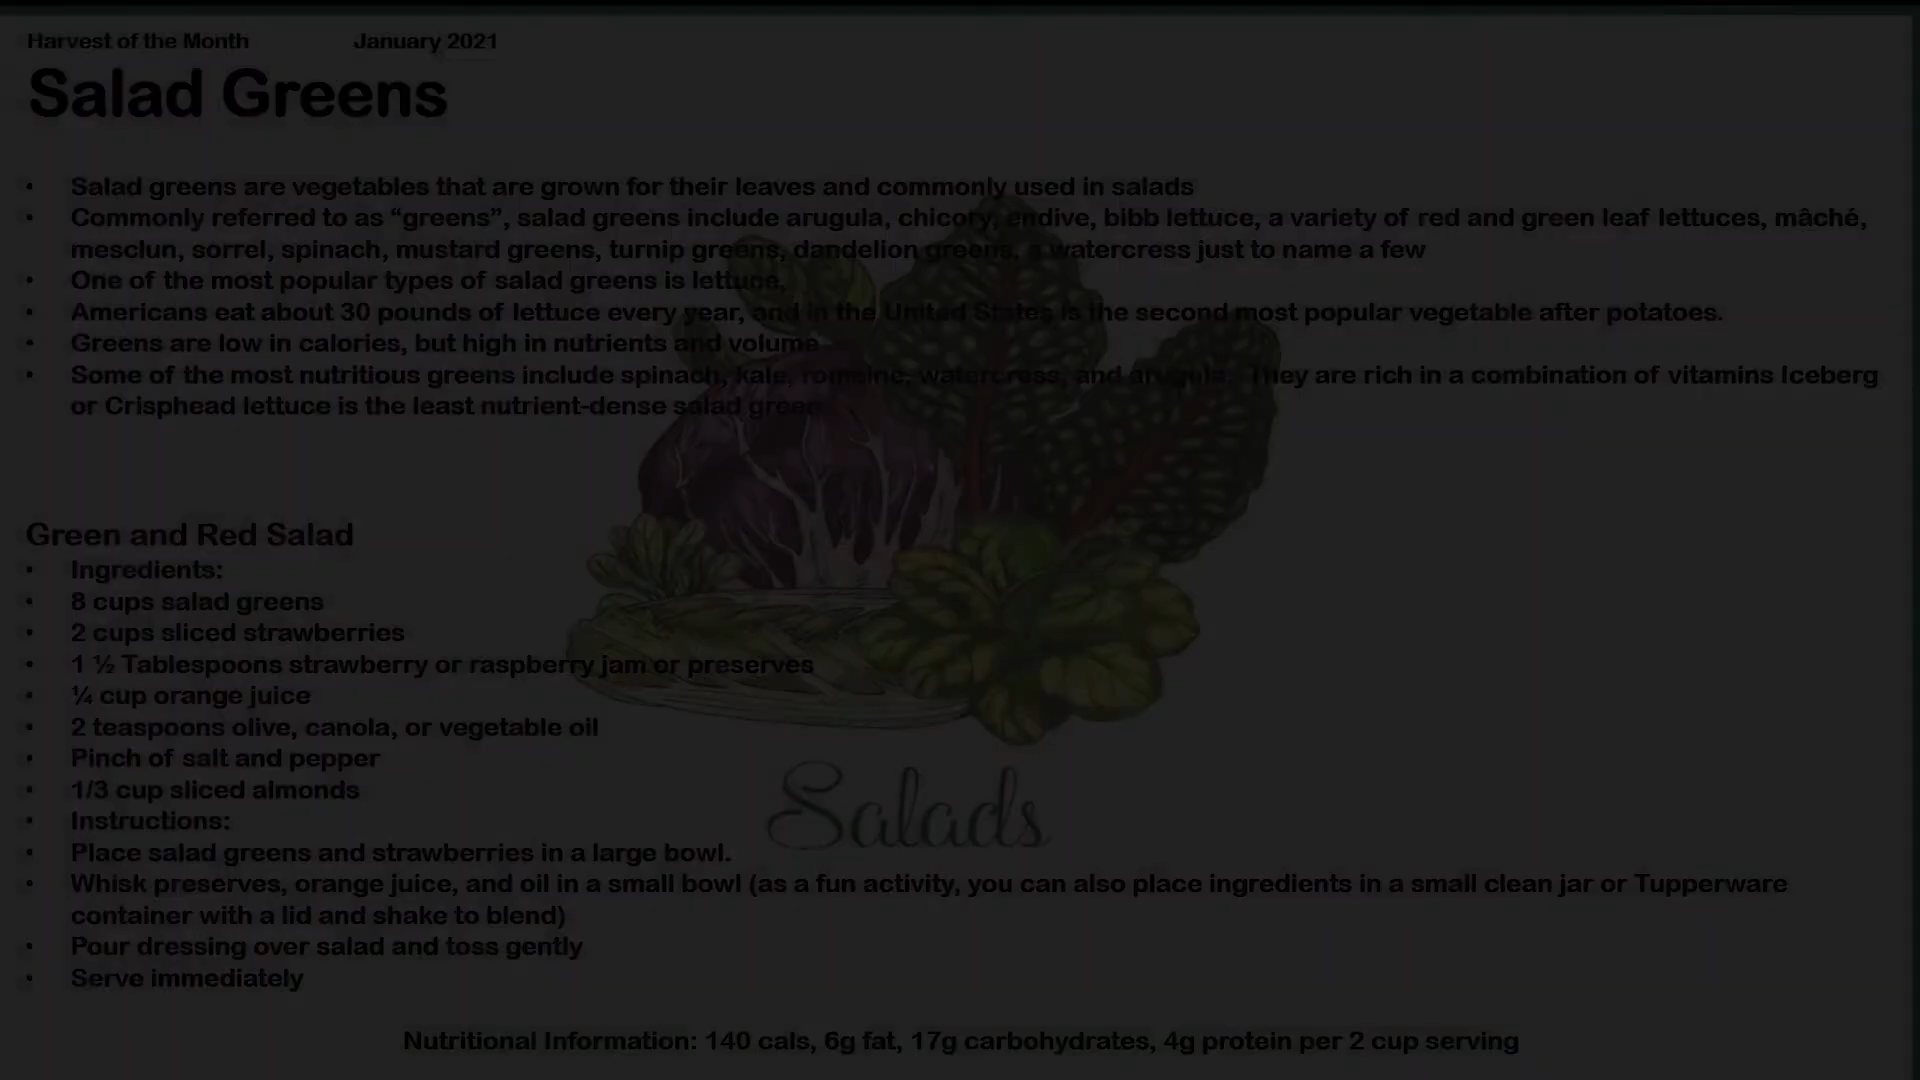 Harvest of the Month January 2021
Salad Greens
• Salad greens are vegetables that are grown for their leaves and commonly used in salads
• Commonly referred to as “greens”, salad greens include arugula, chicory, endive, bibb lettuce, a variety of red and green leaf lettuces, mâché,
mesclun, sorrel, spinach, mustard greens, turnip greens, dandelion greens, a watercress just to name a few
• One of the most popular types of salad greens is lettuce.
• Americans eat about 30 pounds of lettuce every year, and in the United States is the second most popular vegetable after potatoes.
• Greens are low in calories, but high in nutrients and volume
• Some of the most nutritious greens include spinach, kale, romaine, watercress, and arugula. They are rich in a combination of vitamins Iceberg
or Crisphead lettuce is the least nutrient-dense salad green
Green and Red Salad
• Ingredients:
• 8 cups salad greens
• 2 cups sliced strawberries
• 1 ½ Tablespoons strawberry or raspberry jam or preserves
• ¼ cup orange juice
• 2 teaspoons olive, canola, or vegetable oil
• Pinch of salt and pepper
• 1/3 cup sliced almonds
• Instructions:
• Place salad greens and strawberries in a large bowl.
• Whisk preserves, orange juice, and oil in a small bowl (as a fun activity, you can also place ingredients in a small clean jar or Tupperware
container with a lid and shake to blend)
• Pour dressing over salad and toss gently
• Serve immediately
Salads
Nutritional Information: 140 cals, 6g fat, 17g carbohydrates, 4g protein per 2 cup serving